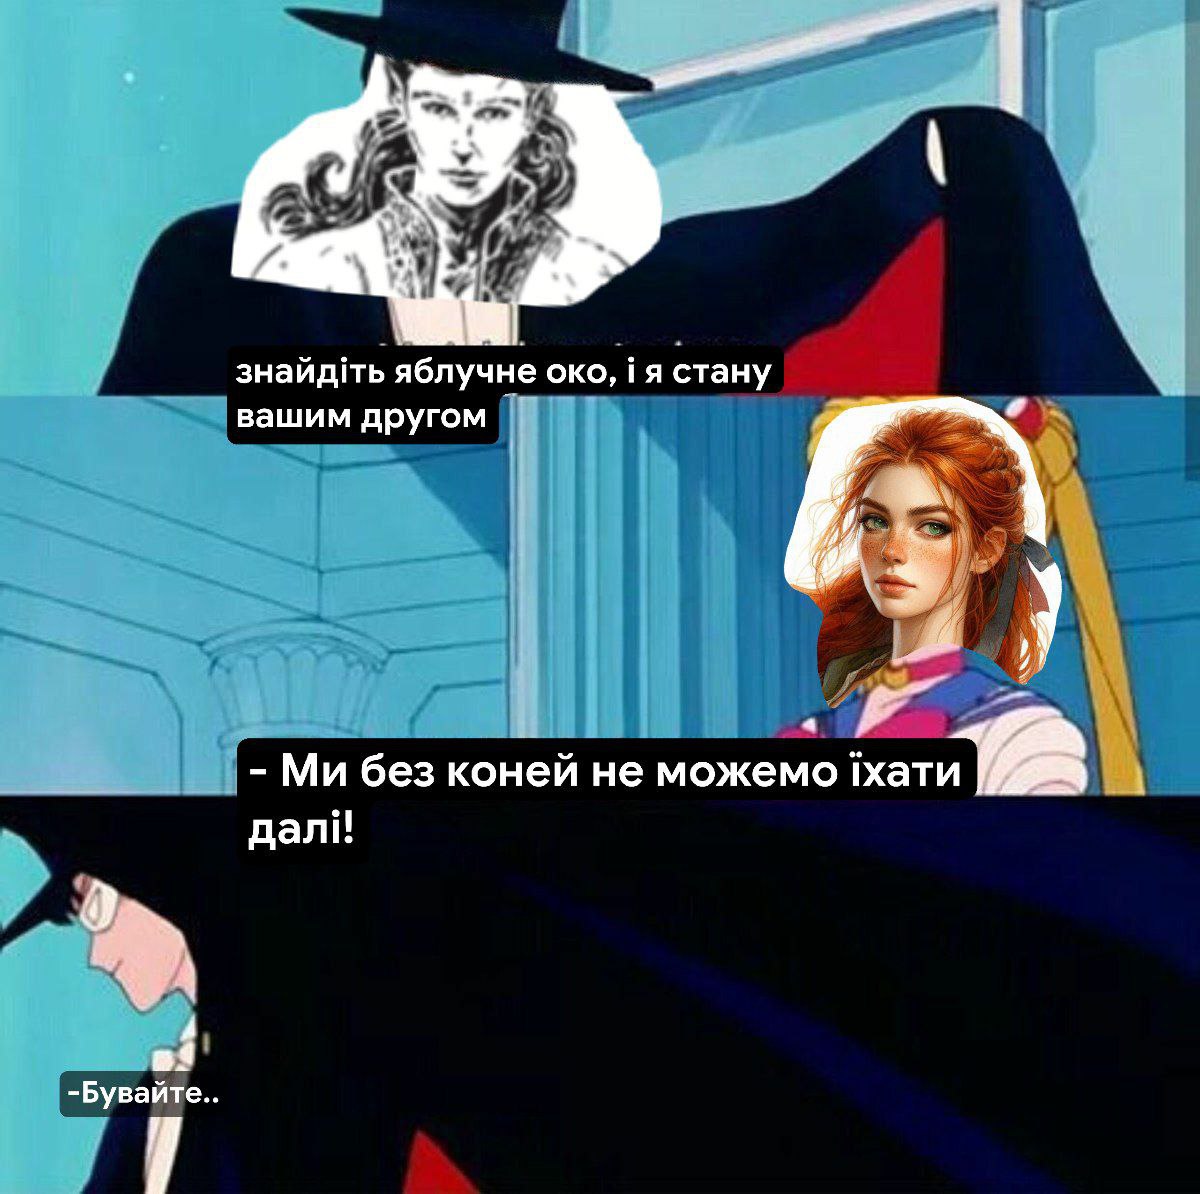 знайдіть яблучне око, і я стану
вашим другом
- Ми без коней не можемо їхати
далі!
-Бувайте..